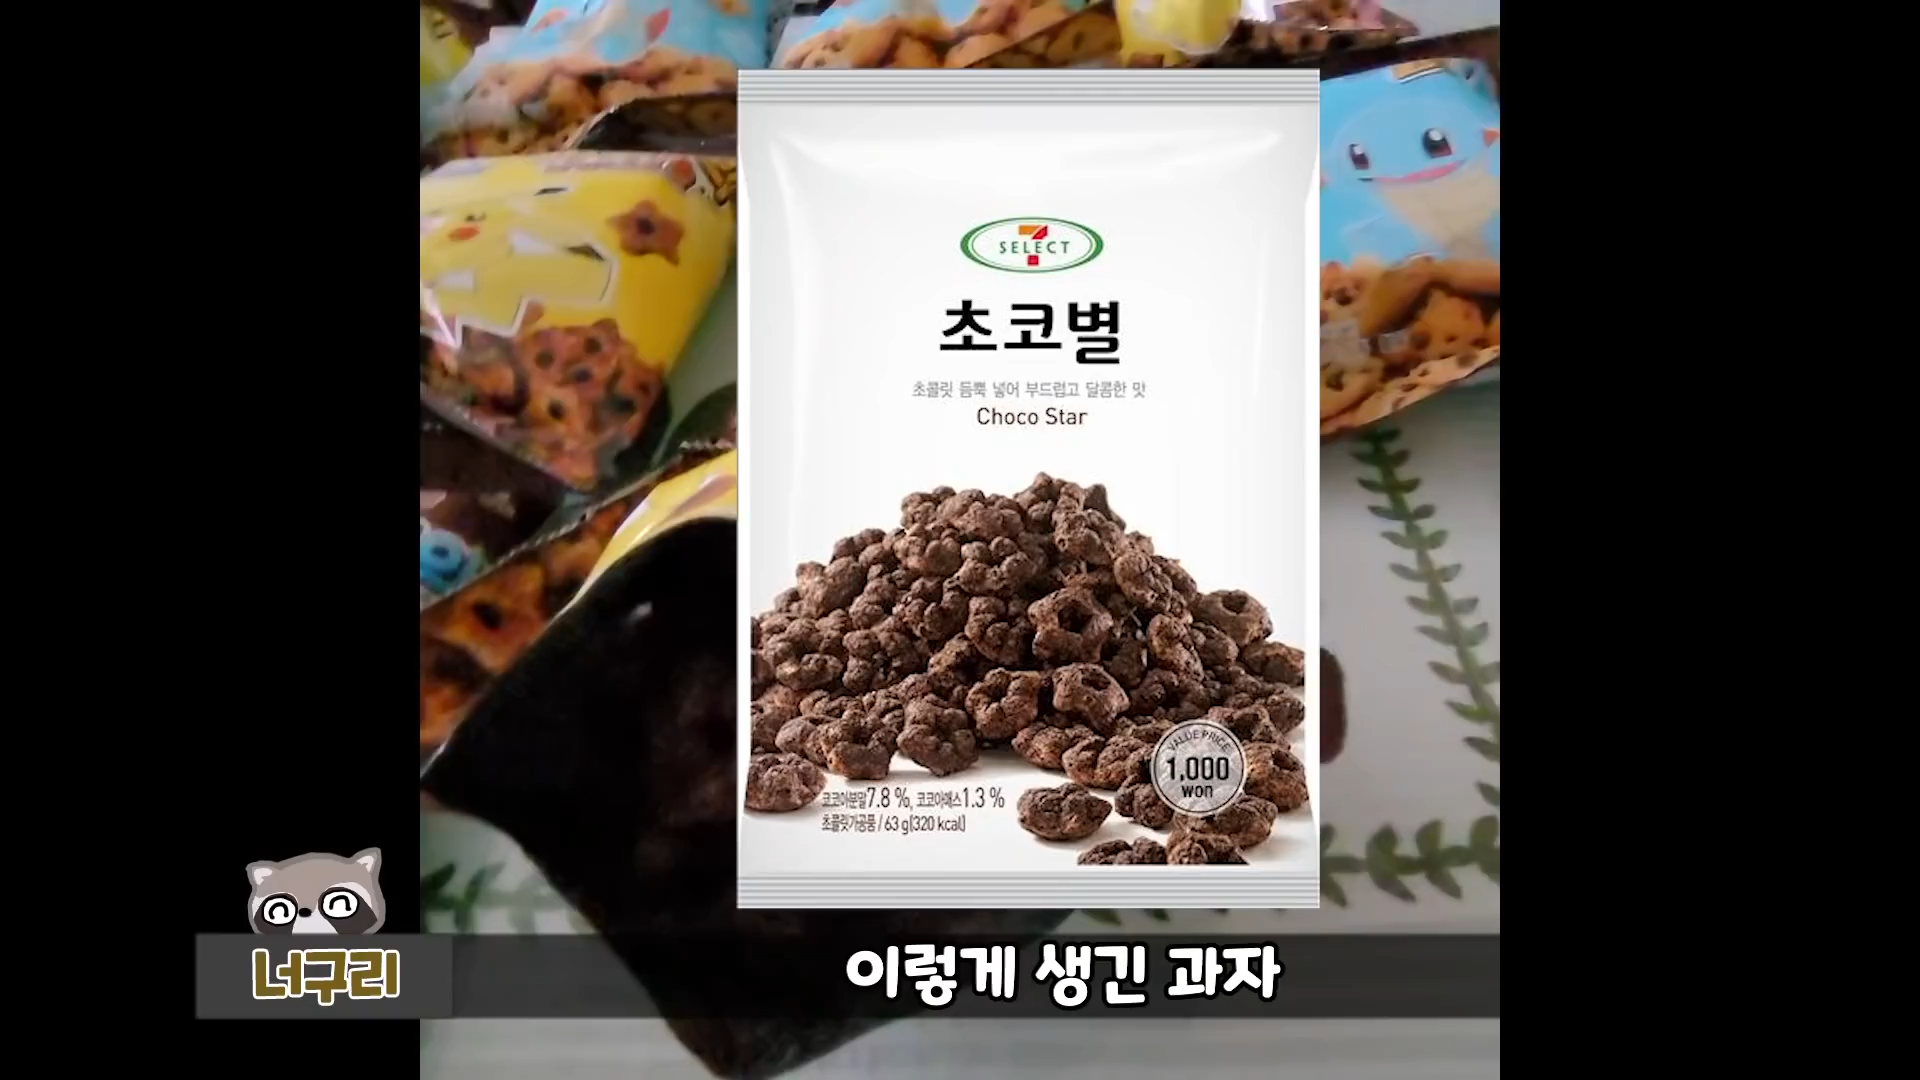 7
SELECT
초코별
초콜릿 듬뿍 넣어 부드럽고 달콤한 맛
Choco Star
VALUE PRICE
1,000
won
코코아분말7.8 %, 코코아매스1.3 %
초콜릿가공품 / 63 g(320 kcal)
너구리
이렇게 생긴 과자